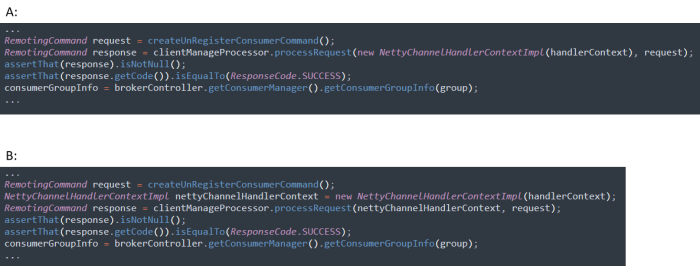 A:
...
RemotingCommand request = createUnRegisterConsumerCommand();
RemotingCommand response = clientManageProcessor.processRequest(new NettyChannelHandlerContextImpl(handlerContext), request);
assertThat(response).isNotNull();
assertThat(response.getCode()).isEqualTo(ResponseCode.SUCCESS);
consumerGroupInfo = brokerController.getConsumerManager().getConsumerGroupInfo(group);
...
B:
...
RemotingCommand request = createUnRegisterConsumerCommand();
NettyChannelHandlerContextImpl nettyChannelHandlerContext = new NettyChannelHandlerContextImpl(handlerContext);
RemotingCommand response = clientManageProcessor.processRequest(nettyChannelHandlerContext, request);
assertThat(response).isNotNull();
assertThat(response.getCode()).isEqualTo(ResponseCode.SUCCESS);
consumerGroupInfo = brokerController.getConsumerManager().getConsumerGroupInfo(group);
...